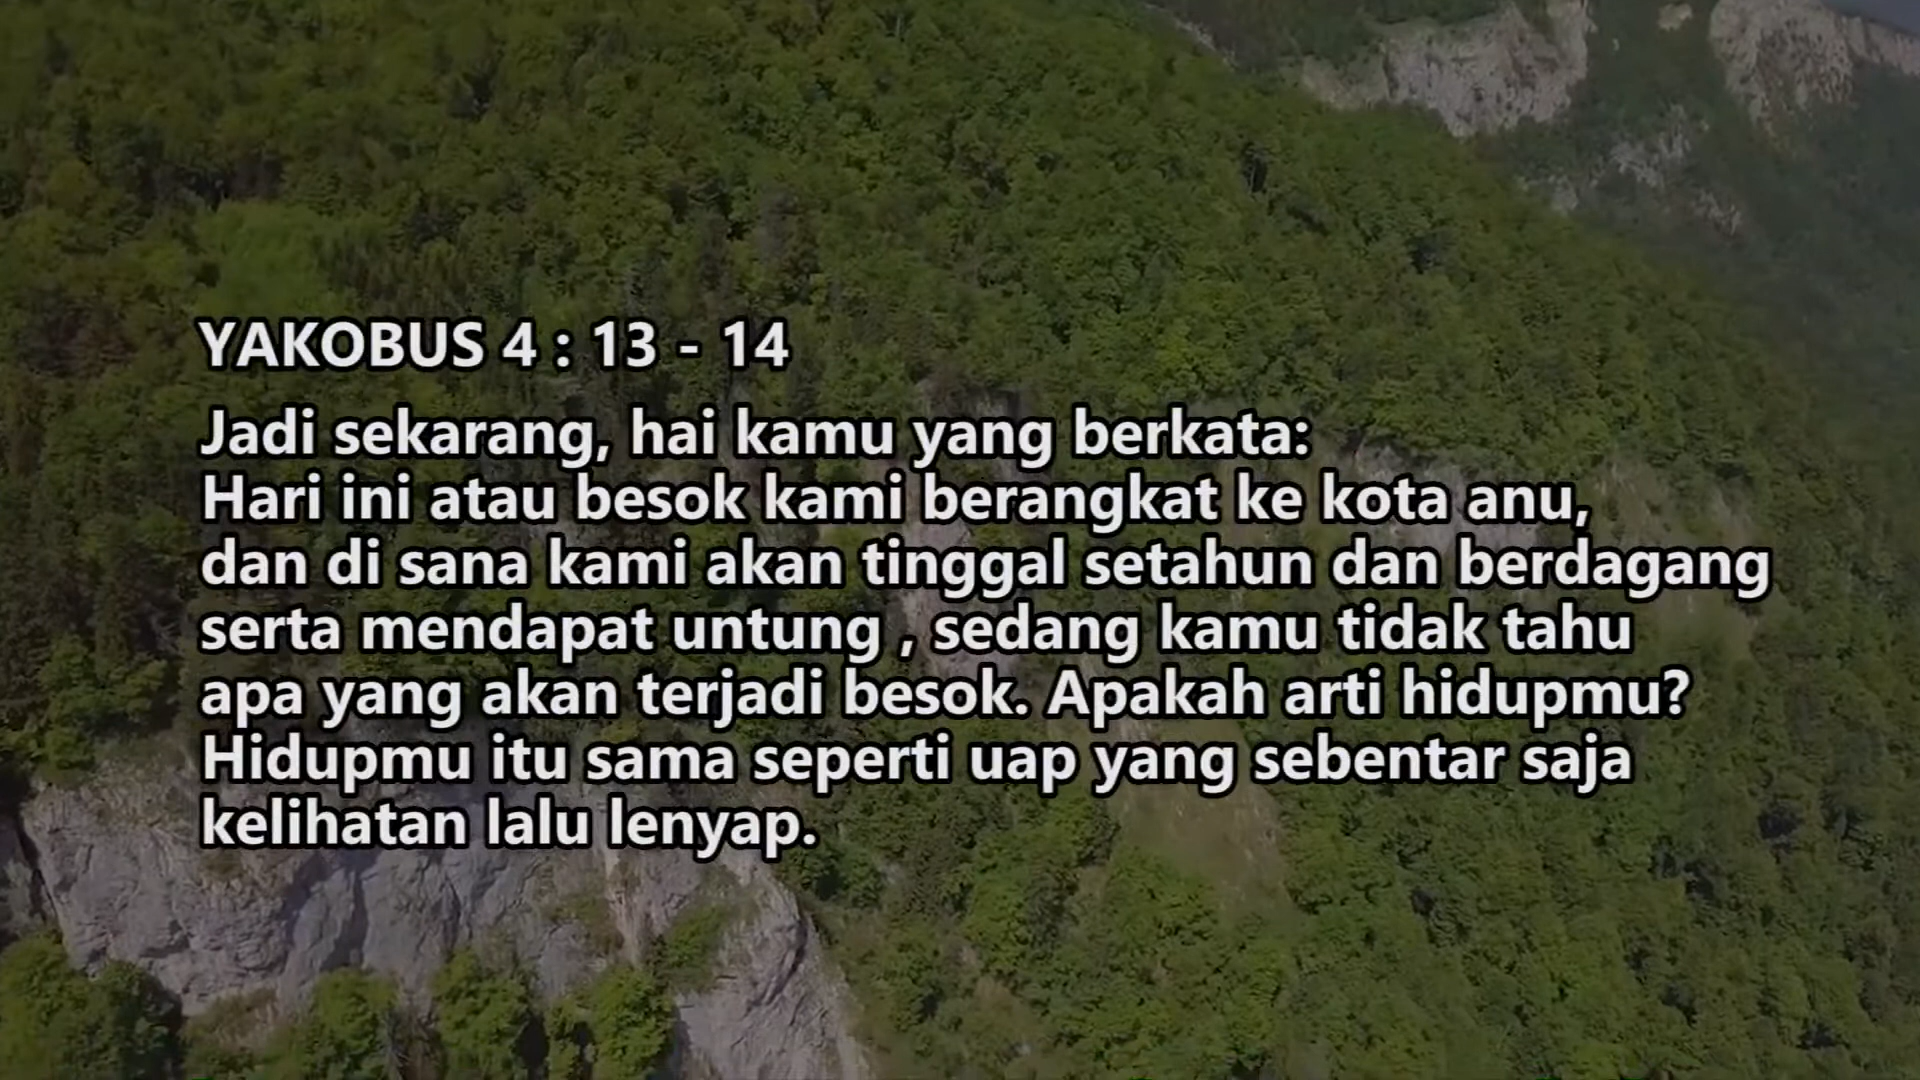 YAKOBUS 4 : 13 - 14
Jadi sekarang, hai kamu yang berkata:
Hari ini atau besok kami berangkat ke kota anu,
dan di sana kami akan tinggal setahun dan berdagang
serta mendapat untung , sedang kamu tidak tahu
apa yang akan terjadi besok. Apakah arti hidupmu?
Hidupmu itu sama seperti uap yang sebentar saja
kelihatan lalu lenyap.